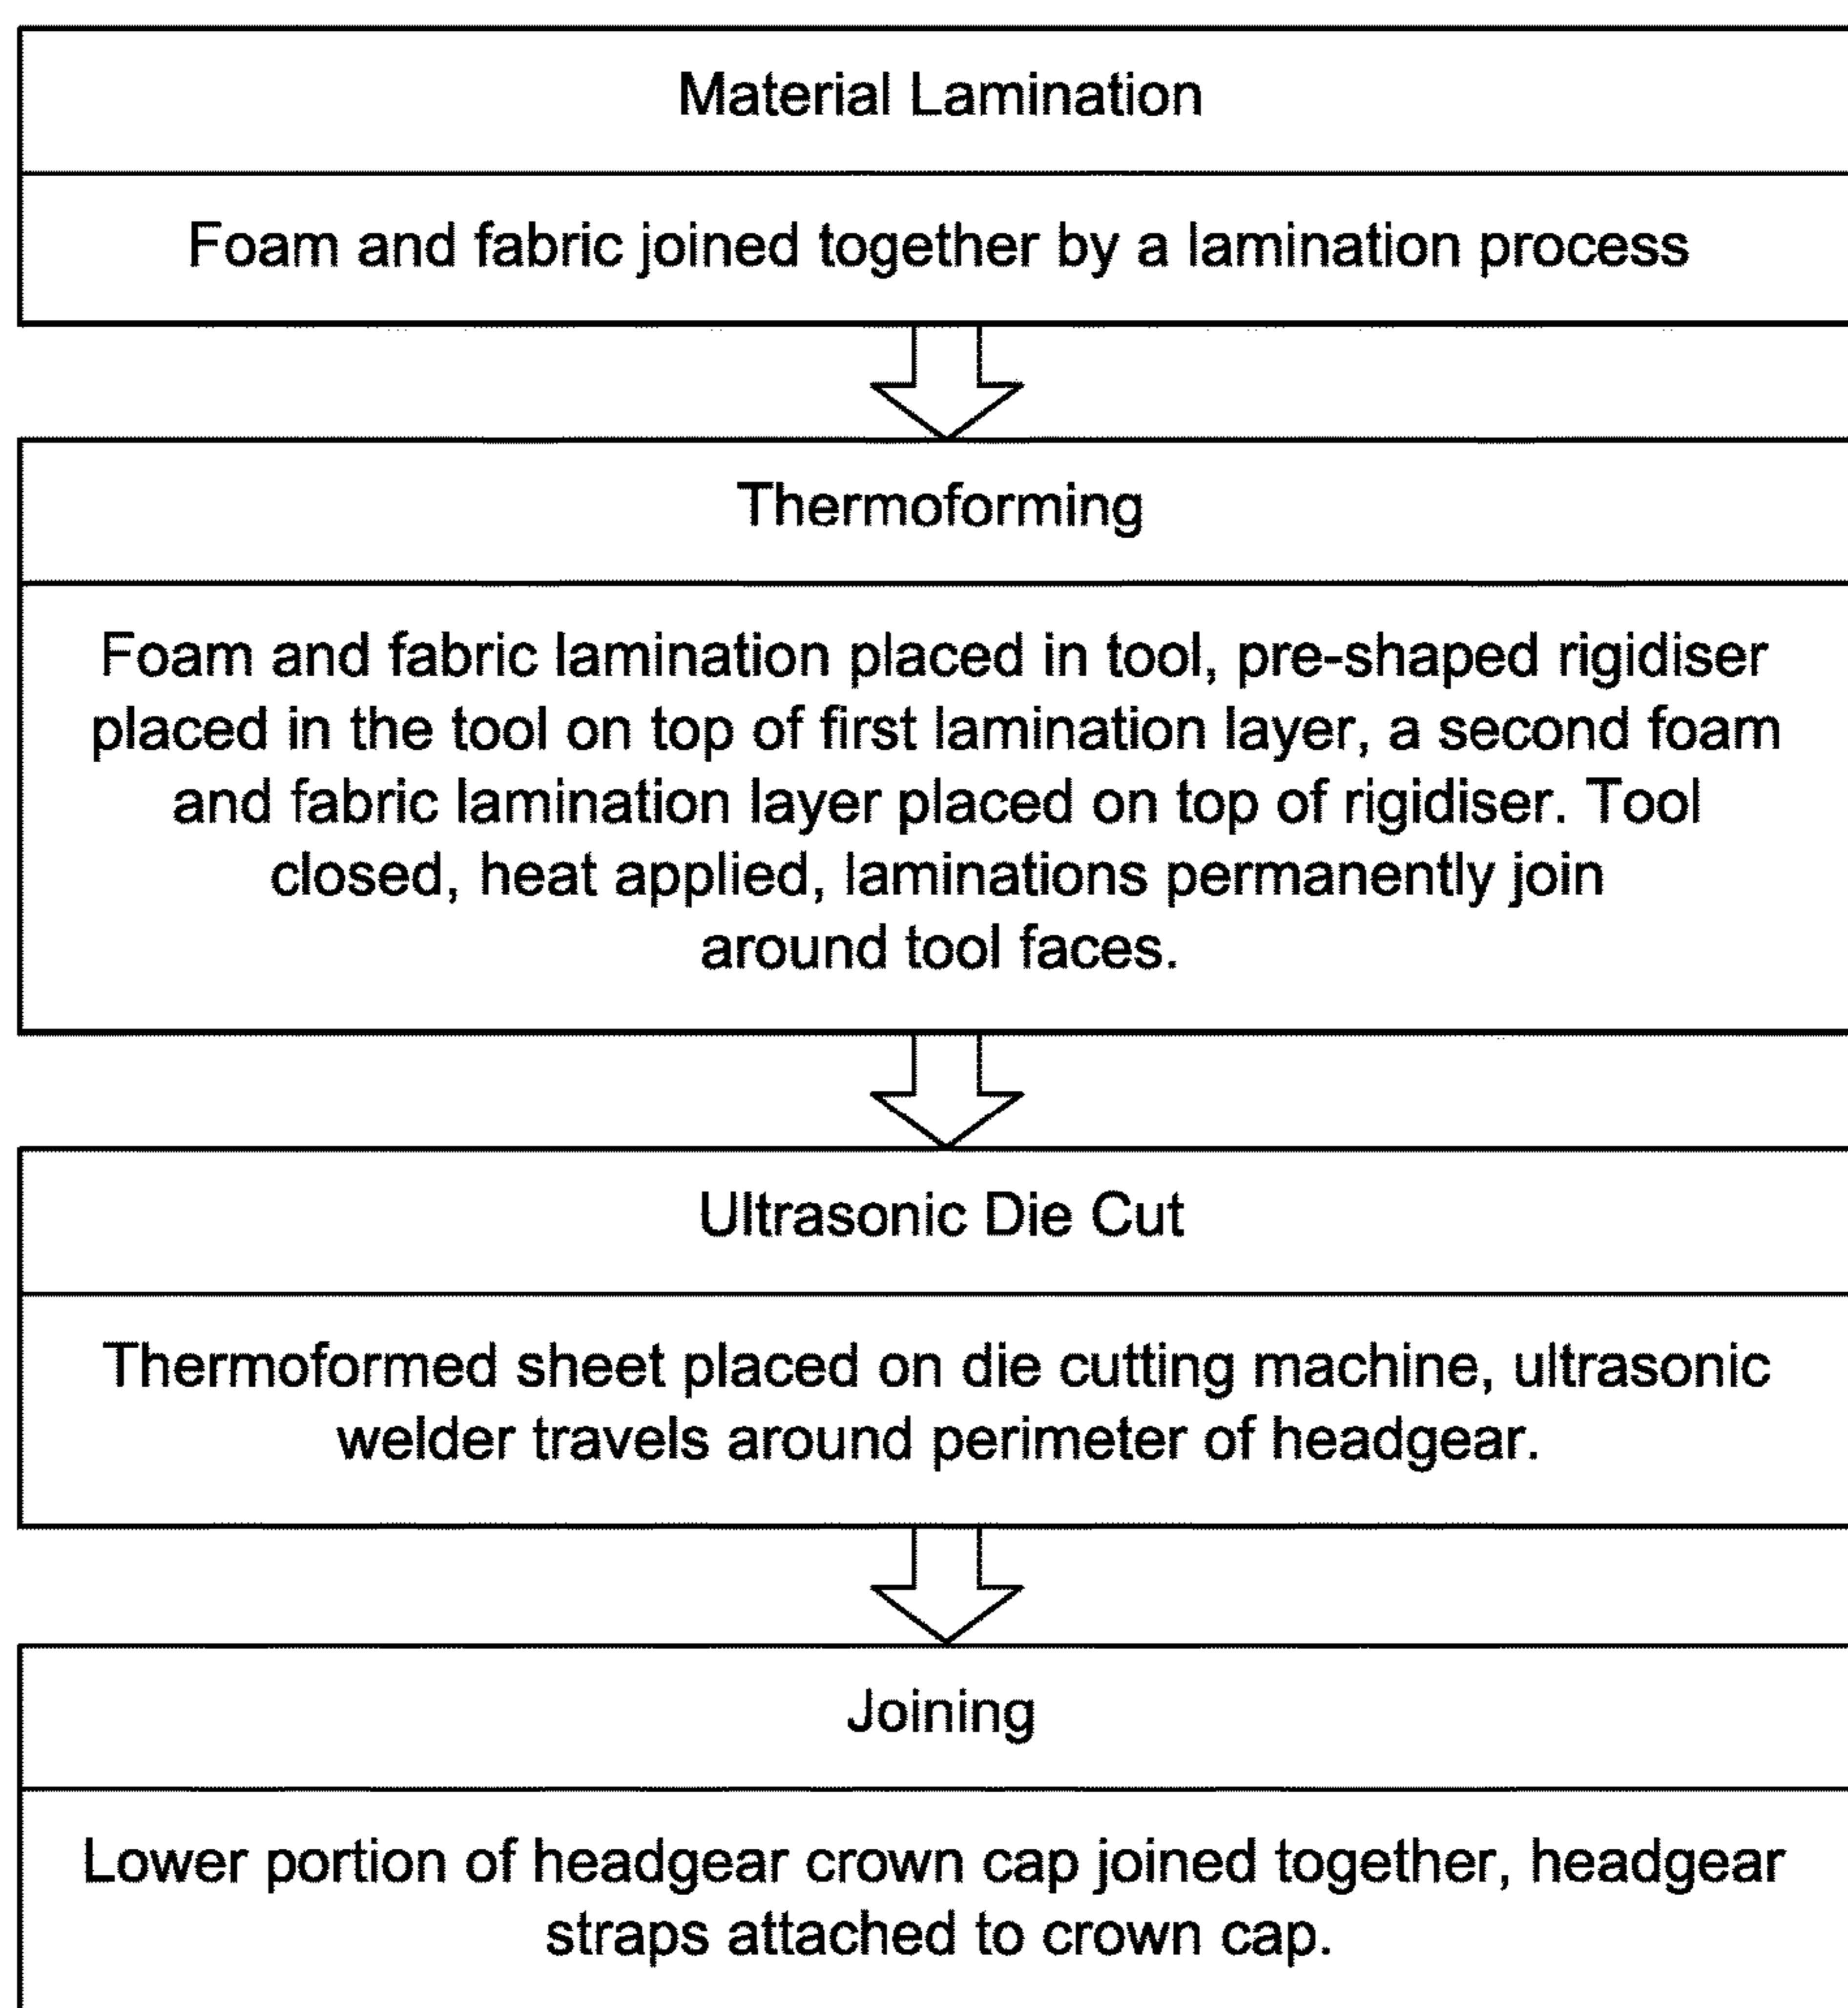 Material Lamination
Foam and fabric joined together by a lamination process
Thermoforming
Foam and fabric lamination placed in tool, pre-shaped rigidiser
placed in the tool on top of first lamination layer, a second foam
and fabric lamination layer placed on top of rigidiser. Tool
closed, heat applied, laminations permanently join
around tool faces.
Ultrasonic Die Cut
Thermoformed sheet placed on die cutting machine, ultrasonic
welder travels around perimeter of headgear.
Joining
Lower portion of headgear crown cap joined together, headgear
straps attached to crown cap.